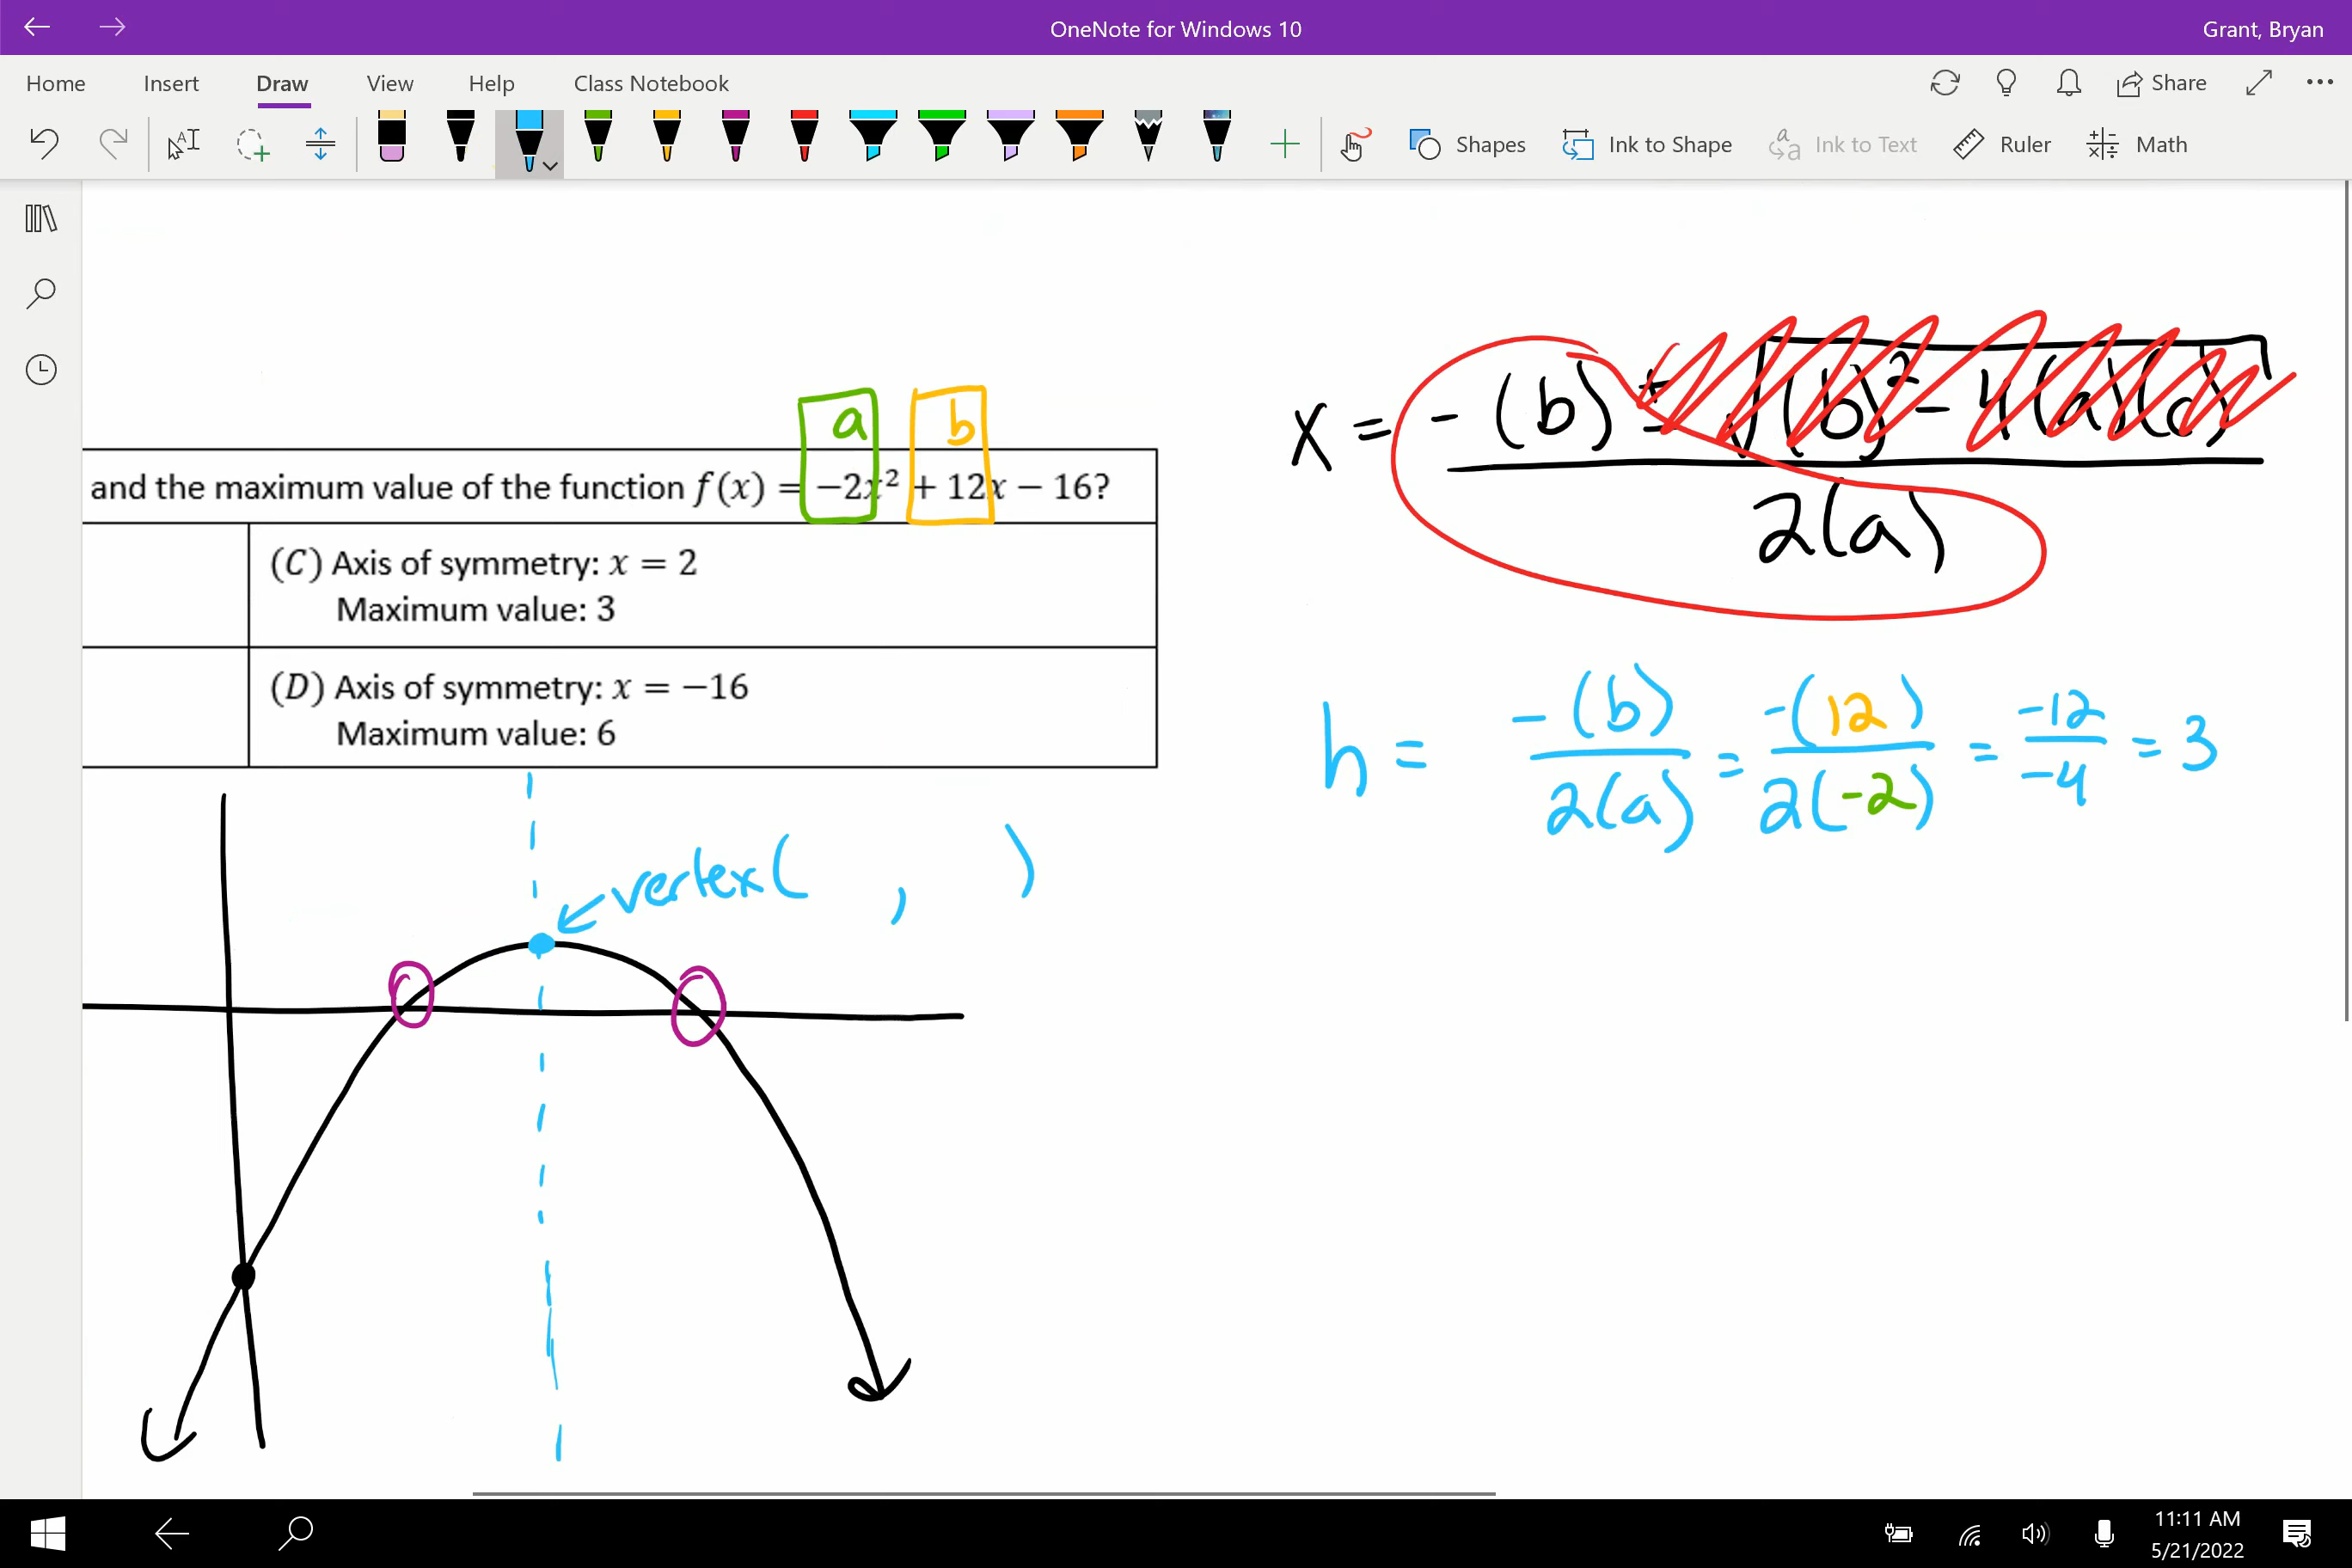 OneNote for Windows 10
Grant, Bryan
Home Insert Draw View Help Class Notebook
Share
Shapes Ink to Shape Ink to Text Ruler Math
a b
and the maximum value of the function f(x) = −2x² + 12x − 16?
(C) Axis of symmetry: x = 2
Maximum value: 3
(D) Axis of symmetry: x = −16
Maximum value: 6
x = -(b) ± √(b)² - 4(a)(c)
2(a)
h = -(b)/2(a) = -(12)/2(-2) = -12/-4 = 3
vertex( , )
11:11 AM
5/21/2022